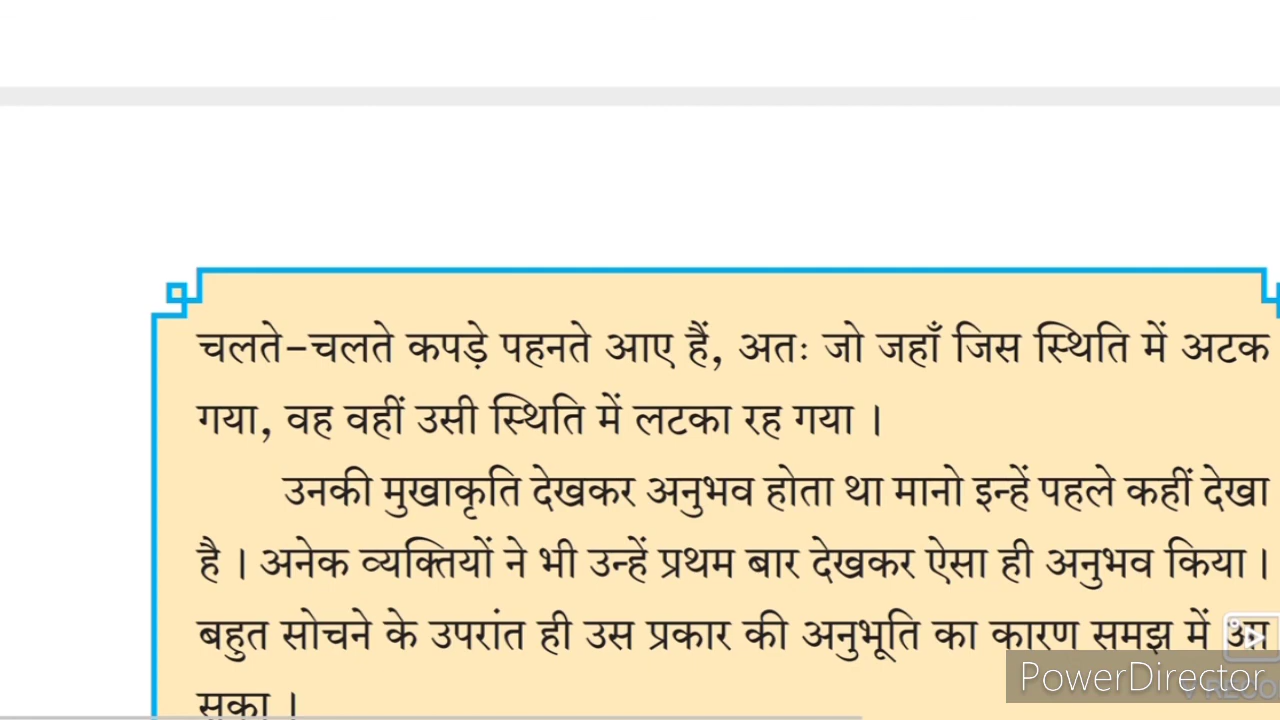 चलते-चलते कपड़े पहनते आए हैं, अतः जो जहाँ जिस स्थिति में अटक
गया, वह वहीं उसी स्थिति में लटका रह गया ।
उनकी मुखाकृति देखकर अनुभव होता था मानो इन्हें पहले कहीं देखा
है । अनेक व्यक्तियों ने भी उन्हें प्रथम बार देखकर ऐसा ही अनुभव किया ।
बहुत सोचने के उपरांत ही उस प्रकार की अनुभूति का कारण समझ में आ
सका ।
PowerDirector